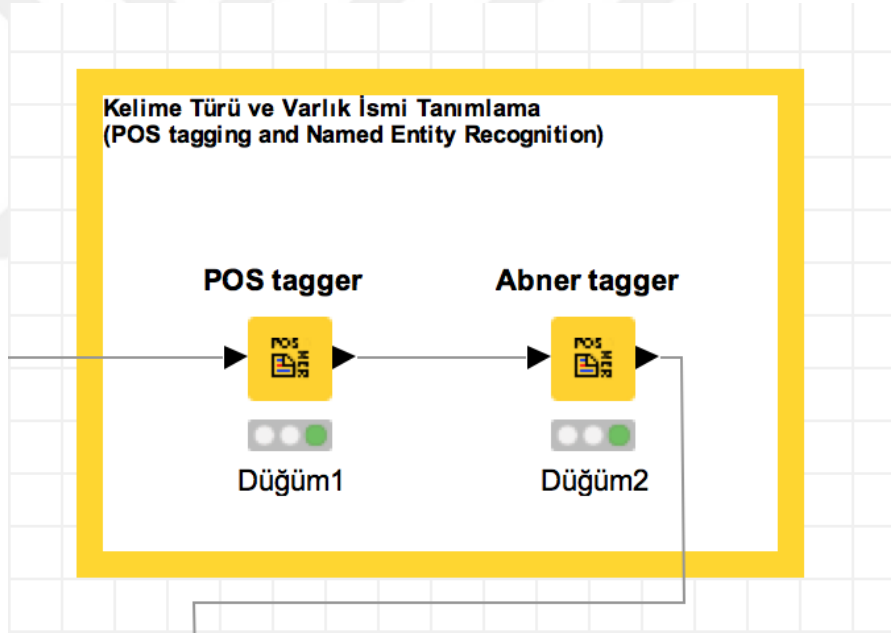 Kelime Türü ve Varlık İsmi Tanımlama
(POS tagging and Named Entity Recognition)
POS tagger
Abner tagger
POS
NER
POS
NER
Düğüm1
Düğüm2